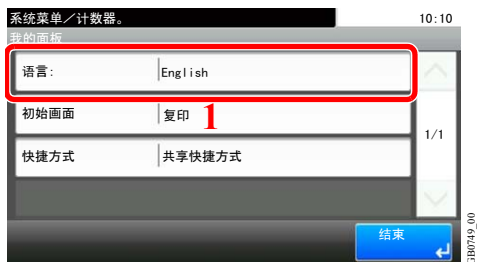 系统菜单／计数器。 10:10
我的面板
语言: English
初始画面 复印 1
1/1
快捷方式 共享快捷方式
结束
GB0749_00